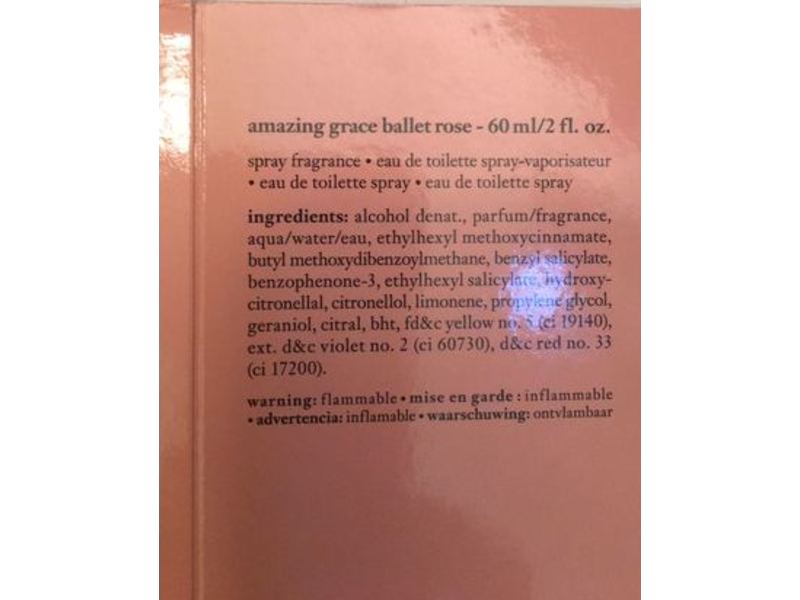 amazing grace ballet rose - 60 ml/2 fl. oz.
spray fragrance • eau de toilette spray-vaporisateur
• eau de toilette spray • eau de toilette spray
ingredients: alcohol denat., parfum/fragrance,
aqua/water/eau, ethylhexyl methoxycinnamate,
butyl methoxydibenzoylmethane, benzyl salicylate,
benzophenone-3, ethylhexyl salicylate, hydroxy-
citronellal, citronellol, limonene, propylene glycol,
geraniol, citral, bht, fd&c yellow no. 5 (ci 19140),
ext. d&c violet no. 2 (ci 60730), d&c red no. 33
(ci 17200).
warning: flammable • mise en garde : inflammable
• advertencia: inflamable • waarschuwing: ontvlambaar